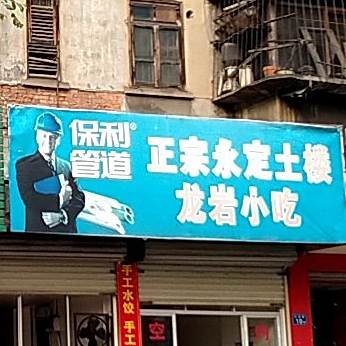 保利®
管道
正宗永定土楼
龙岩小吃
手工水饺 手工
空